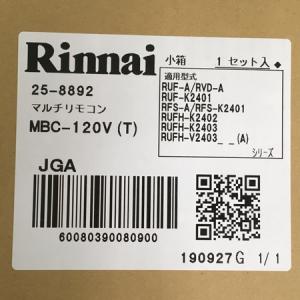 Rinnai
小箱 1 セット入
25-8892
マルチリモコン
MBC-120V(T)
適用型式
RUF-A/RVD-A
RUF-K2401
RFS-A/RFS-K2401
RUFH-K2402
RUFH-K2403
RUFH-V2403_ _(A)
シリーズ
JGA
60080390080900
190927G 1/1